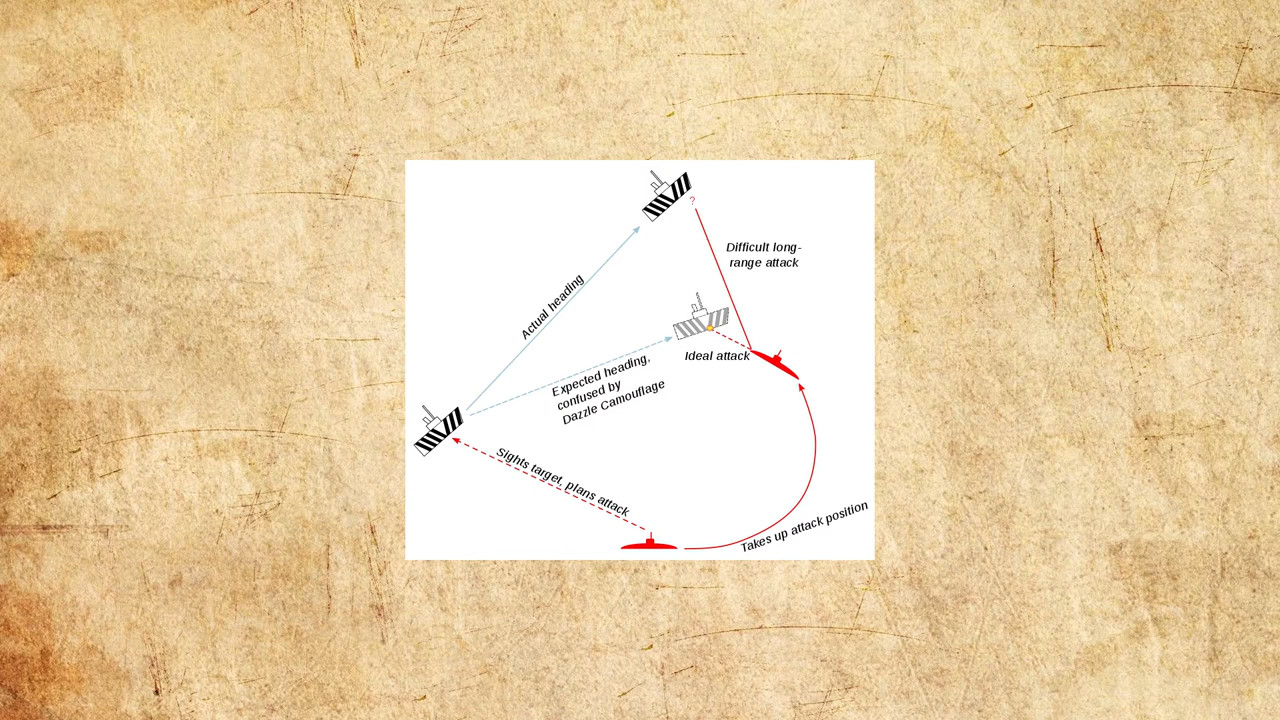 ?
Difficult long-
range attack
Actual heading
Ideal attack
Expected heading,
confused by
Dazzle Camouflage
Sights target, plans attack
Takes up attack position